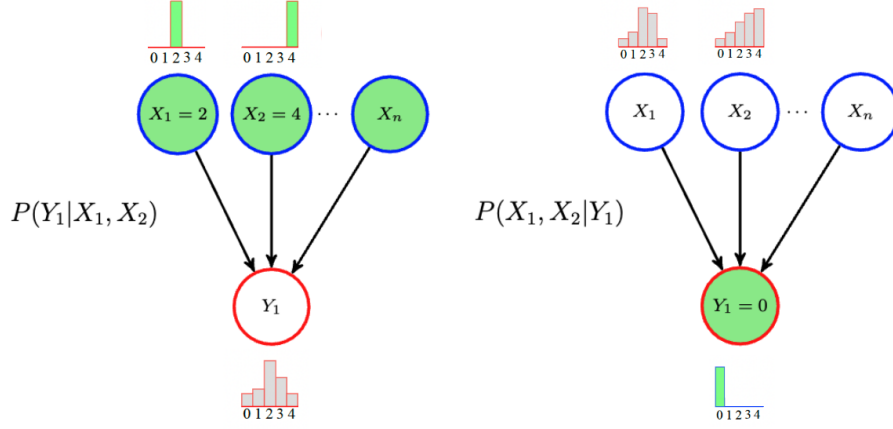 0 1 2 3 4
0 1 2 3 4
X₁ = 2
X₂ = 4
···
Xₙ
P(Y₁|X₁, X₂)
Y₁
0 1 2 3 4
0 1 2 3 4
0 1 2 3 4
X₁
X₂
···
Xₙ
P(X₁, X₂|Y₁)
Y₁ = 0
0 1 2 3 4